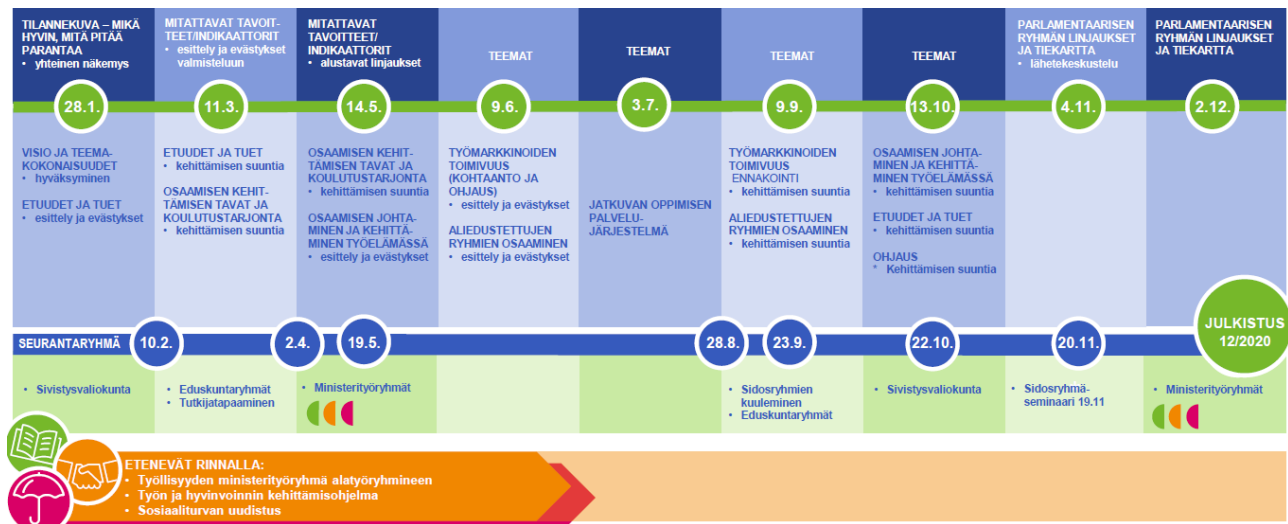 TILANNEKUVA – MIKÄ
HYVIN, MITÄ PITÄÄ
PARANTAA
• yhteinen näkemys
MITATTAVAT TAVOIT-
TEET/INDIKAATTORIT
• esittely ja evästykset
valmisteluun
MITATTAVAT
TAVOITTEET/
INDIKAATTORIT
• alustavat linjaukset
TEEMAT
TEEMAT
TEEMAT
TEEMAT
PARLAMENTAARISEN
RYHMÄN LINJAUKSET
JA TIEKARTTA
• lähetekeskustelu
PARLAMENTAARISEN
RYHMÄN LINJAUKSET
JA TIEKARTTA
28.1.
11.3.
14.5.
9.6.
3.7.
9.9.
13.10.
4.11.
2.12.
VISIO JA TEEMA-
KOKONAISUUDET
• hyväksyminen
ETUUDET JA TUET
• esittely ja evästykset
ETUUDET JA TUET
• kehittämisen suuntia
OSAAMISEN KEHIT-
TÄMISEN TAVAT JA
KOULUTUSTARJONTA
• kehittämisen suuntia
OSAAMISEN KEHIT-
TÄMISEN TAVAT JA
KOULUTUSTARJONTA
• kehittämisen suuntia
OSAAMISEN JOHTA-
MINEN JA KEHITTÄ-
MINEN TYÖELÄMÄSSÄ
• esittely ja evästykset
TYÖMARKKINOIDEN
TOIMIVUUS
(KOHTAANTO JA
OHJAUS)
• esittely ja evästykset
ALIEDUSTETTUJEN
RYHMIEN OSAAMINEN
• esittely ja evästykset
JATKUVAN OPPIMISEN
PALVELU-
JÄRJESTELMÄ
TYÖMARKKINOIDEN
TOIMIVUUS
ENNAKOINTI
• kehittämisen suuntia
ALIEDUSTETTUJEN
RYHMIEN OSAAMINEN
• kehittämisen suuntia
OSAAMISEN JOHTA-
MINEN JA KEHITTÄ-
MINEN TYÖELÄMÄSSÄ
• kehittämisen suuntia
ETUUDET JA TUET
• kehittämisen suuntia
OHJAUS
* Kehittämisen suuntia
SEURANTARYHMÄ
10.2.
2.4.
19.5.
28.8.
23.9.
22.10.
20.11.
JULKISTUS
12/2020
• Sivistysvaliokunta
• Eduskuntaryhmät
• Tutkijatapaaminen
• Ministerityöryhmät
• Sidosryhmien
kuuleminen
• Eduskuntaryhmät
• Sivistysvaliokunta
• Sidosryhmä-
seminaari 19.11
• Ministerityöryhmät
ETENEVÄT RINNALLA:
• Työllisyyden ministerityöryhmä alatyöryhmineen
• Työn ja hyvinvoinnin kehittämisohjelma
• Sosiaaliturvan uudistus